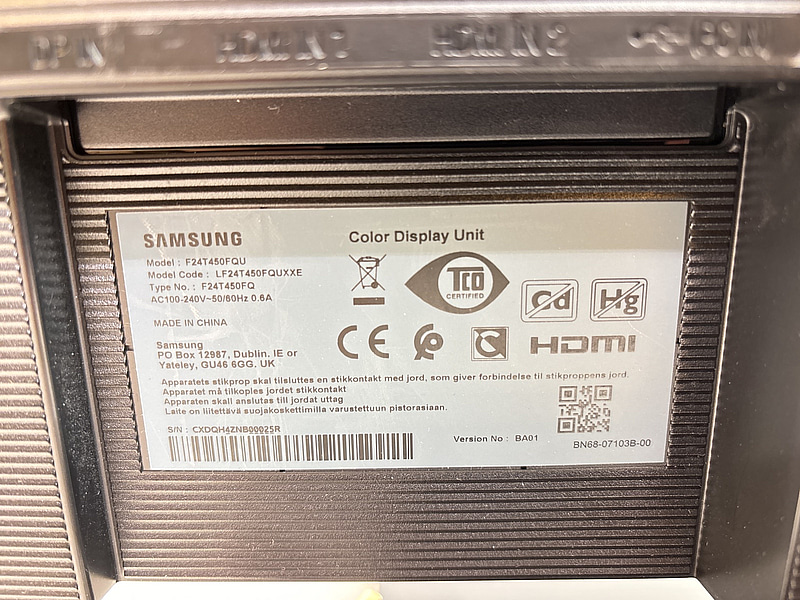 DP IN HDMI IN 1 HDMI IN 2 (PC IN)
SAMSUNG
Color Display Unit
Model : F24T450FQU
Model Code : LF24T450FQUXXE
Type No. : F24T450FQ
AC100-240V~50/60Hz 0.6A
TCO
CERTIFIED
Cd Hg
MADE IN CHINA
CE HDMI
Samsung
PO Box 12987, Dublin. IE or
Yateley, GU46 6GG. UK
Apparatets stikprop skal tilsluttes en stikkontakt med jord, som giver forbindelse til stikproppens jord.
Apparatet må tilkoples jordet stikkontakt
Apparaten skall anslutas till jordat uttag
Laite on liitettävä suojakoskettimilla varustettuun pistorasiaan.
S/N : CXDQH4ZNB00025R
Version No : BA01
BN68-07103B-00